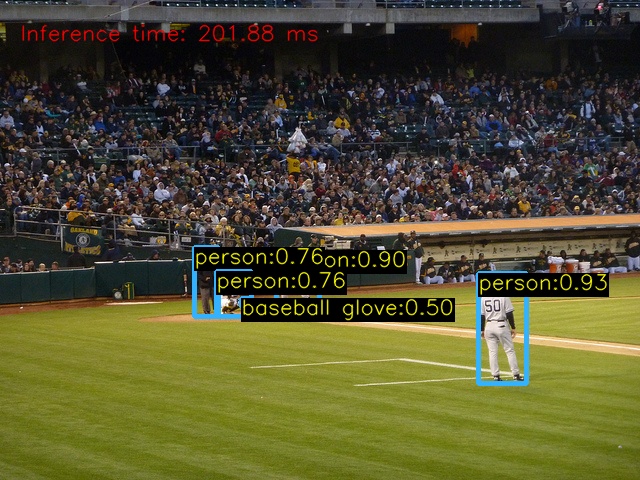 Inference time: 201.88 ms
OAKLAND
person:0.76
on:0.90
person:0.76
person:0.93
baseball glove:0.50
50